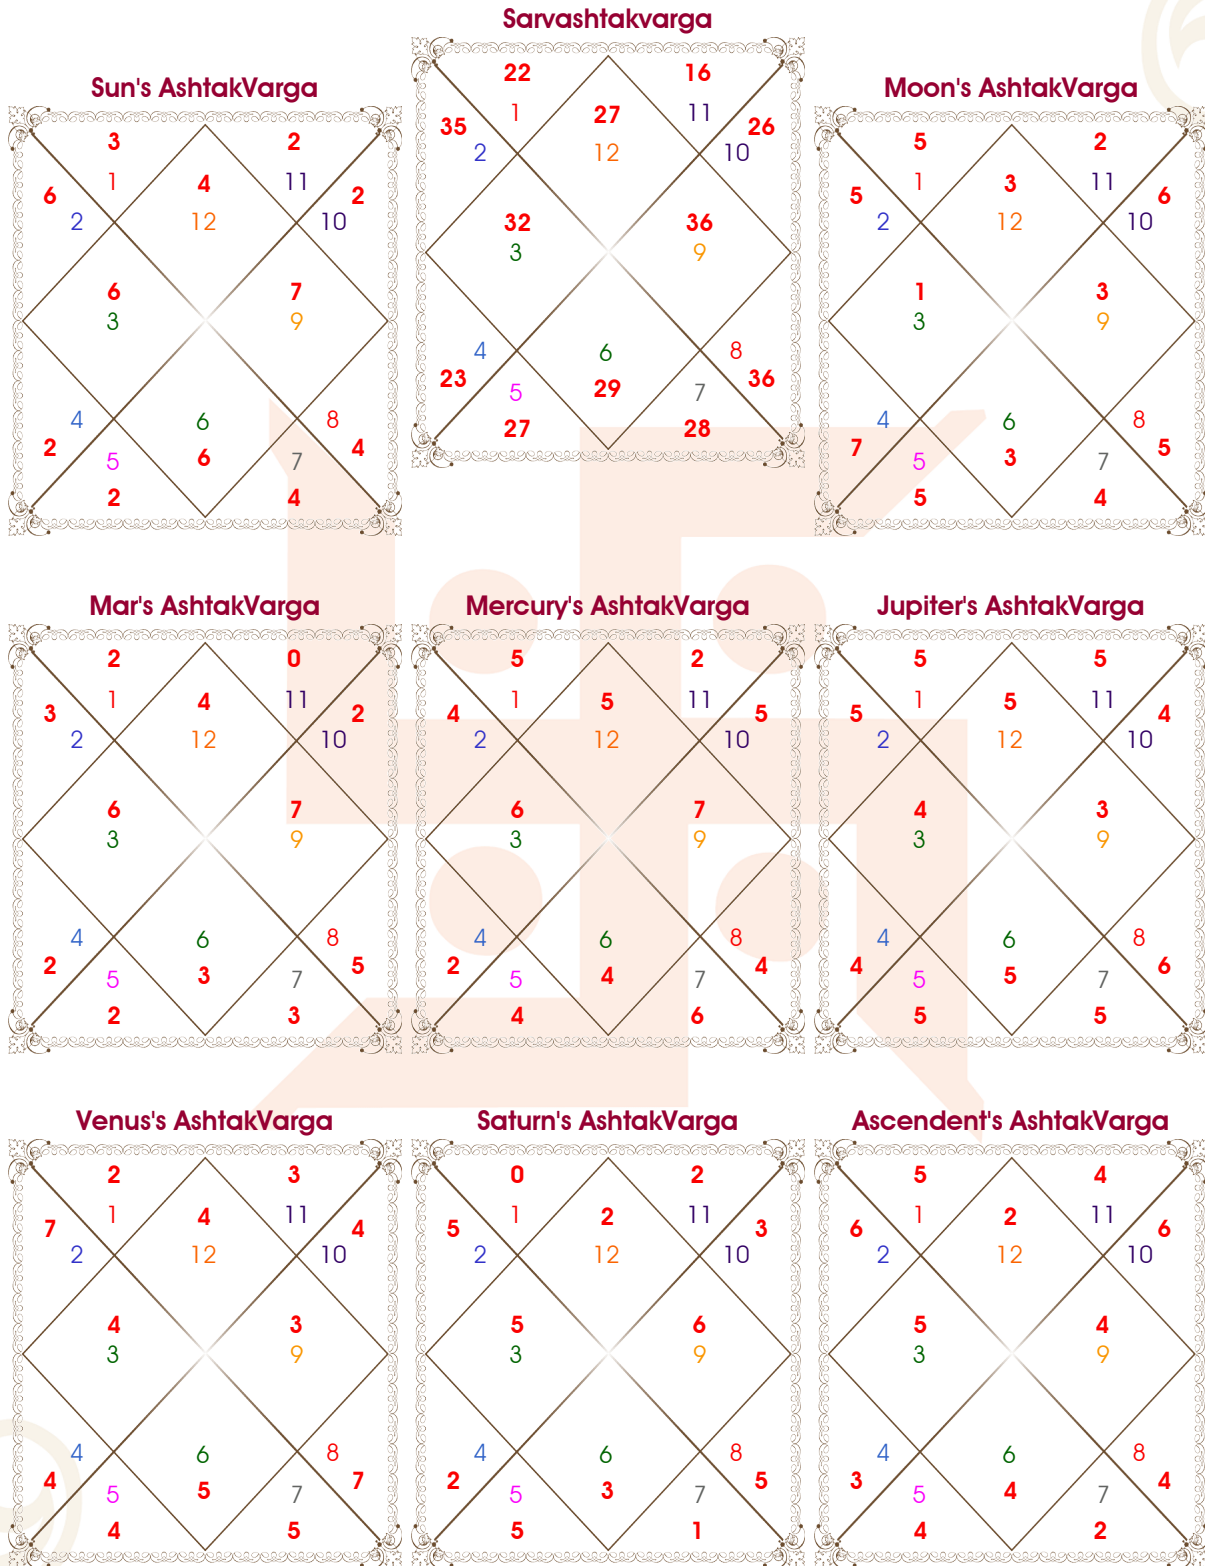 Sarvashtakvarga
22 16
1 27 11
35 26
2 12 10
32 36
3 9
4 6 8
23 29 36
5 7
27 28
Sun's AshtakVarga
3 2
1 4 11
6 2
2 12 10
6 7
3 9
4 6 8
2 6 4
5 7
2 4
Moon's AshtakVarga
5 2
1 3 11
5 6
2 12 10
1 3
3 9
4 6 8
7 3 5
5 7
5 4
Mar's AshtakVarga
2 0
1 4 11
3 2
2 12 10
6 7
3 9
4 6 8
2 3 5
5 7
2 3
Mercury's AshtakVarga
5 2
1 5 11
4 5
2 12 10
6 7
3 9
4 6 8
2 4 4
5 7
4 6
Jupiter's AshtakVarga
5 5
1 5 11
5 4
2 12 10
4 3
3 9
4 6 8
4 5 6
5 7
5 5
Venus's AshtakVarga
2 3
1 4 11
7 4
2 12 10
4 3
3 9
4 6 8
4 5 7
5 7
4 5
Saturn's AshtakVarga
0 2
1 2 11
5 3
2 12 10
5 6
3 9
4 6 8
2 3 5
5 7
5 1
Ascendent's AshtakVarga
5 4
1 2 11
6 6
2 12 10
5 4
3 9
4 6 8
3 4 4
5 7
4 2